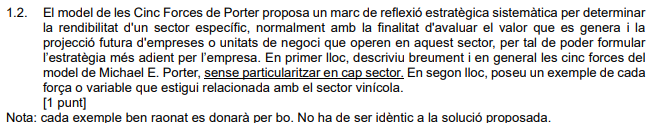 1.2. El model de les Cinc Forces de Porter proposa un marc de reflexió estratègica sistemàtica per determinar
la rendibilitat d'un sector específic, normalment amb la finalitat d'avaluar el valor que es genera i la
projecció futura d'empreses o unitats de negoci que operen en aquest sector, per tal de poder formular
l'estratègia més adient per l'empresa. En primer lloc, descriviu breument i en general les cinc forces del
model de Michael E. Porter, sense particularitzar en cap sector. En segon lloc, poseu un exemple de cada
força o variable que estigui relacionada amb el sector vinícola.
[1 punt]
Nota: cada exemple ben raonat es donarà per bo. No ha de ser idèntic a la solució proposada.